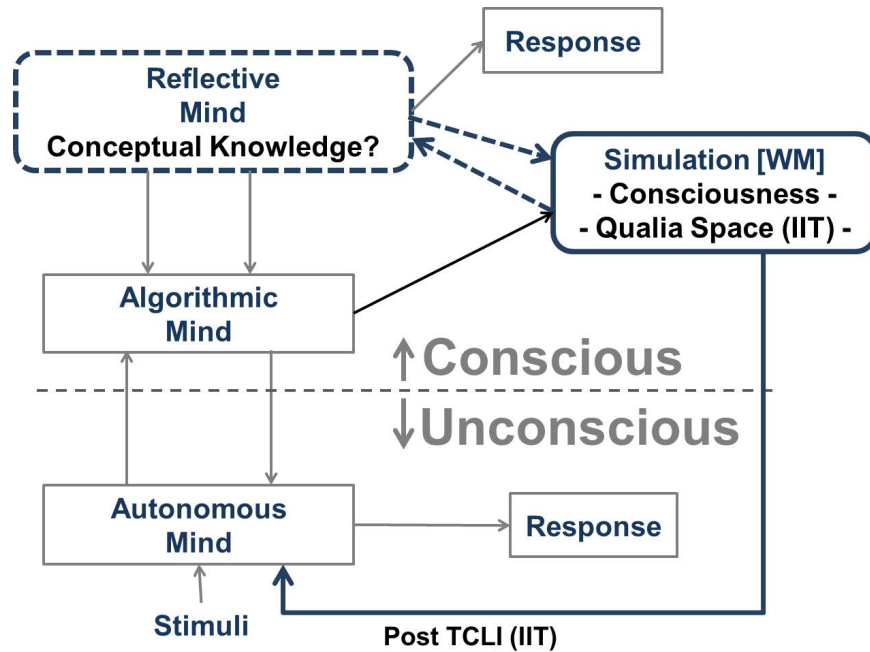 Response
Reflective
Mind
Conceptual Knowledge?
Simulation [WM]
- Consciousness -
- Qualia Space (IIT) -
Algorithmic
Mind
Conscious
Unconscious
Autonomous
Mind
Response
Stimuli
Post TCLI (IIT)